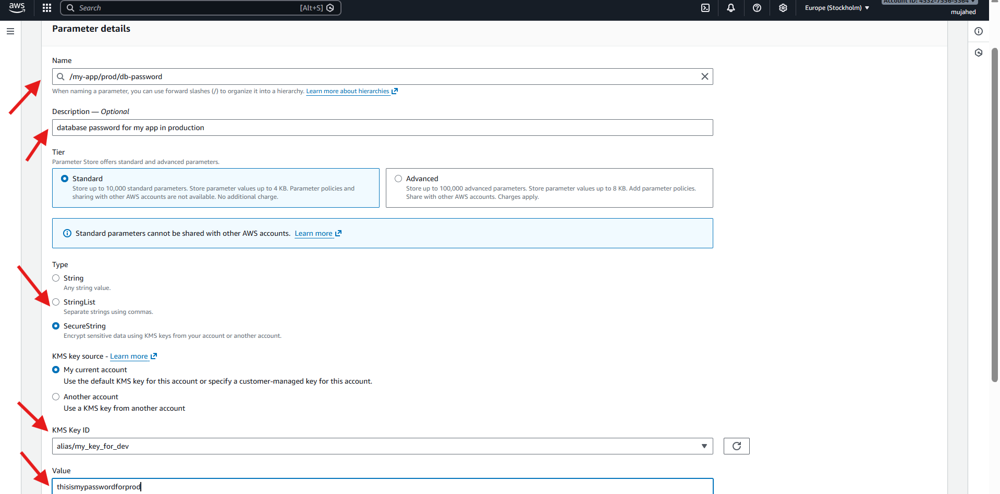 aws
Search
[Alt+S]
Europe (Stockholm)
Account ID: 4532-7556-5364
mujahed
Parameter details
Name
/my-app/prod/db-password
When naming a parameter, you can use forward slashes (/) to organize it into a hierarchy. Learn more about hierarchies
Description — Optional
database password for my app in production
Tier
Parameter Store offers standard and advanced parameters.
Standard
Store up to 10,000 standard parameters. Store parameter values up to 4 KB. Parameter policies and
sharing with other AWS accounts are not available. No additional charge.
Advanced
Store up to 100,000 advanced parameters. Store parameter values up to 8 KB. Add parameter policies.
Share with other AWS accounts. Charges apply.
Standard parameters cannot be shared with other AWS accounts. Learn more
Type
String
Any string value.
StringList
Separate strings using commas.
SecureString
Encrypt sensitive data using KMS keys from your account or another account.
KMS key source - Learn more
My current account
Use the default KMS key for this account or specify a customer-managed key for this account.
Another account
Use a KMS key from another account
KMS Key ID
alias/my_key_for_dev
Value
thisismypasswordforprod